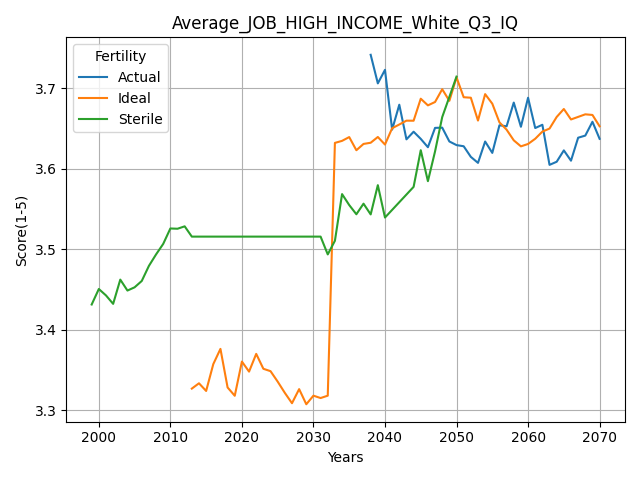 Average_JOB_HIGH_INCOME_White_Q3_IQ
Fertility
Actual
Ideal
Sterile
Score(1-5)
3.7
3.6
3.5
3.4
3.3
2000 2010 2020 2030 2040 2050 2060 2070
Years